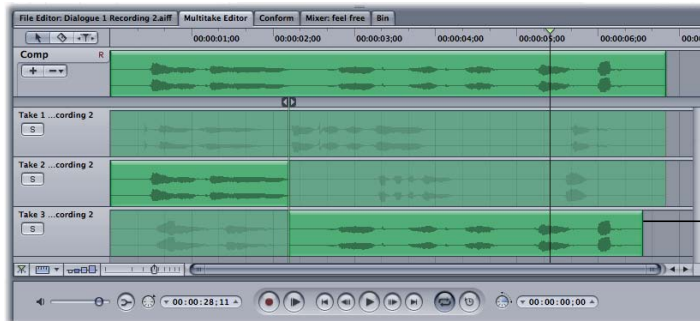 File Editor: Dialogue 1 Recording 2.aiff Multitake Editor Conform Mixer: feel free Bin
00:00:01;00 00:00:02;00 00:00:03;00 00:00:04;00 00:00:05;00 00:00:06;00 00:00
Comp R
Take 1 ...cording 2
S
Take 2 ...cording 2
S
Take 3 ...cording 2
S
00:00:28;11 00:00:00;00